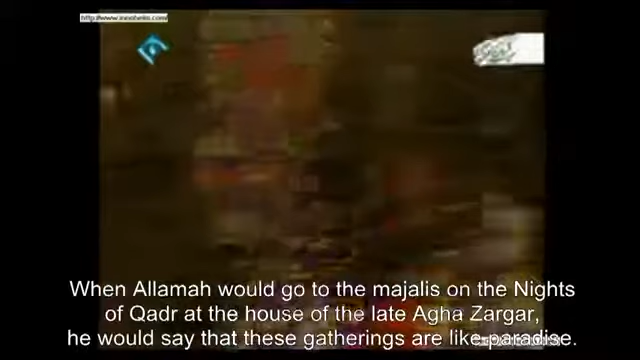 When Allamah would go to the majalis on the Nights
of Qadr at the house of the late Agha Zargar,
he would say that these gatherings are like paradise.